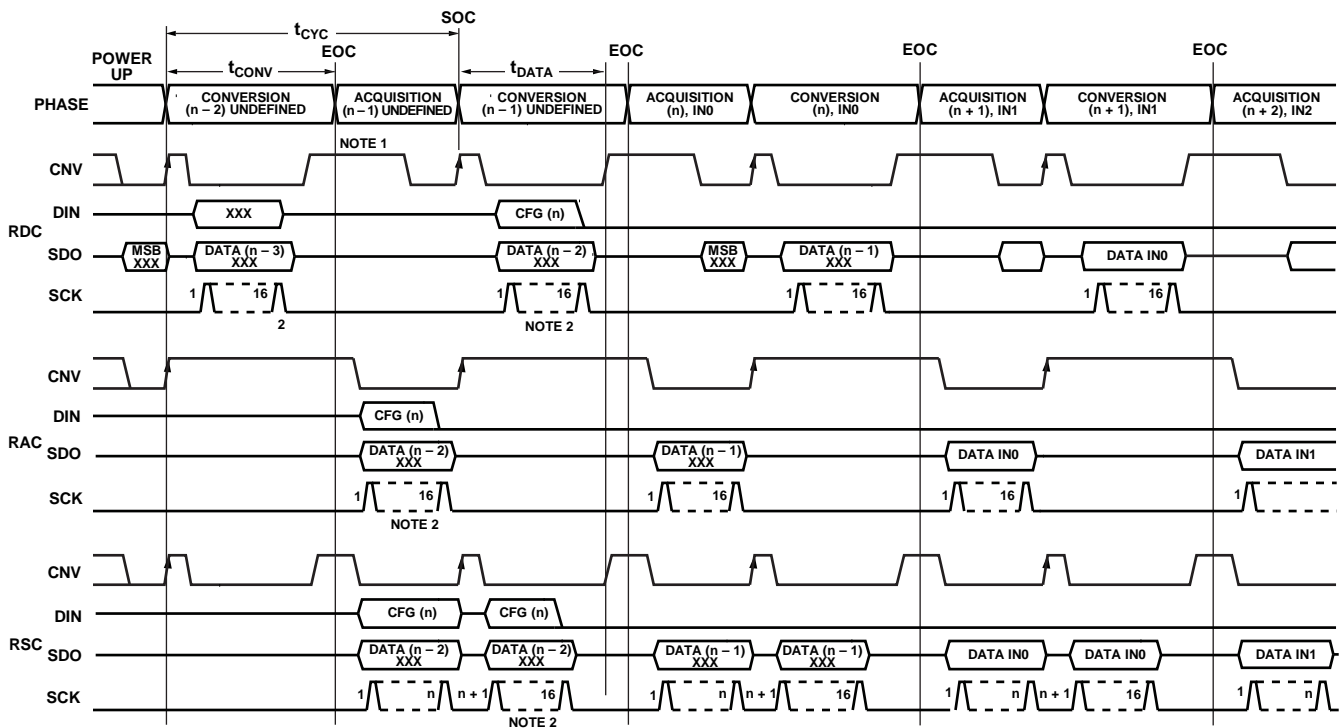 SOC
tCYC
EOC EOC EOC EOC
POWER
UP
tCONV tDATA
PHASE
CONVERSION
(n – 2) UNDEFINED
ACQUISITION
(n – 1) UNDEFINED
CONVERSION
(n – 1) UNDEFINED
ACQUISITION
(n), IN0
CONVERSION
(n), IN0
ACQUISITION
(n + 1), IN1
CONVERSION
(n + 1), IN1
ACQUISITION
(n + 2), IN2
NOTE 1
CNV
RDC
DIN
XXX
CFG (n)
SDO
MSB
XXX
DATA (n – 3)
XXX
DATA (n – 2)
XXX
MSB
XXX
DATA (n – 1)
XXX
DATA IN0
SCK
1 16 1 16 1 16 1 16
2
NOTE 2
CNV
RAC
DIN
CFG (n)
SDO
DATA (n – 2)
XXX
DATA (n – 1)
XXX
DATA IN0
DATA IN1
SCK
1 16 1 16 1 16 1
NOTE 2
CNV
RSC
DIN
CFG (n)
CFG (n)
SDO
DATA (n – 2)
XXX
DATA (n – 2)
XXX
DATA (n – 1)
XXX
DATA (n – 1)
XXX
DATA IN0
DATA IN0
DATA IN1
SCK
1 n n + 1 16 1 n n + 1 16 1 n n + 1 16 1 n
NOTE 2